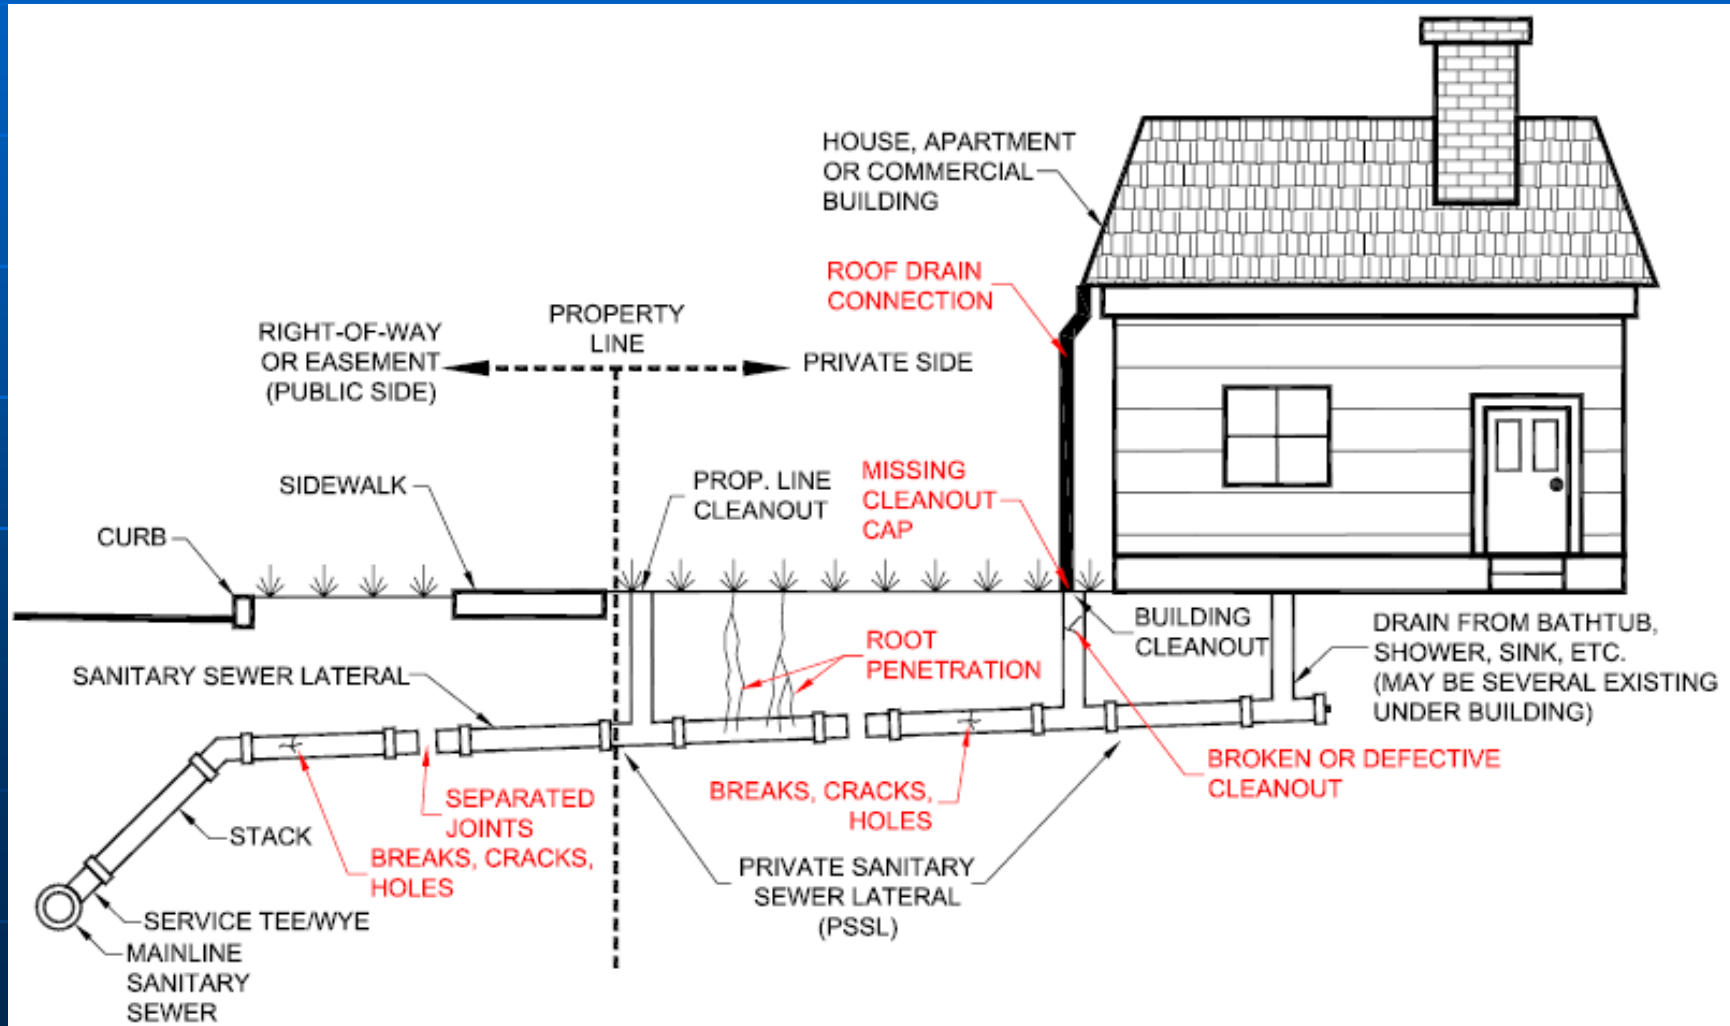 HOUSE, APARTMENT
OR COMMERCIAL
BUILDING
ROOF DRAIN
CONNECTION
PROPERTY
LINE
RIGHT-OF-WAY
OR EASEMENT
(PUBLIC SIDE)
PRIVATE SIDE
SIDEWALK
PROP. LINE
CLEANOUT
MISSING
CLEANOUT
CAP
CURB
BUILDING
CLEANOUT
DRAIN FROM BATHTUB,
SHOWER, SINK, ETC.
(MAY BE SEVERAL EXISTING
UNDER BUILDING)
ROOT
PENETRATION
SANITARY SEWER LATERAL
SEPARATED
JOINTS
BREAKS, CRACKS,
HOLES
BREAKS, CRACKS,
HOLES
BROKEN OR DEFECTIVE
CLEANOUT
STACK
PRIVATE SANITARY
SEWER LATERAL
(PSSL)
SERVICE TEE/WYE
MAINLINE
SANITARY
SEWER